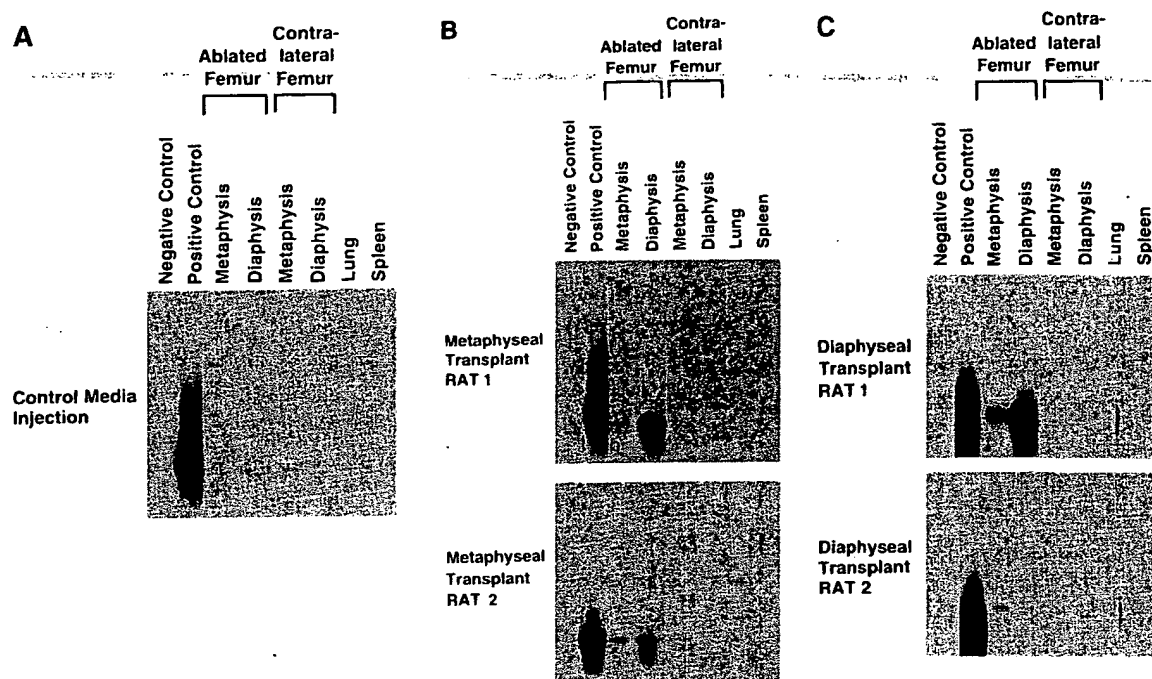 A
Ablated
Femur
Contra-
lateral
Femur
Negative Control
Positive Control
Metaphysis
Diaphysis
Metaphysis
Diaphysis
Lung
Spleen
Control Media
Injection
B
Ablated
Femur
Contra-
lateral
Femur
Negative Control
Positive Control
Metaphysis
Diaphysis
Metaphysis
Diaphysis
Lung
Spleen
Metaphyseal
Transplant
RAT 1
Metaphyseal
Transplant
RAT 2
C
Ablated
Femur
Contra-
lateral
Femur
Negative Control
Positive Control
Metaphysis
Diaphysis
Metaphysis
Diaphysis
Lung
Spleen
Diaphyseal
Transplant
RAT 1
Diaphyseal
Transplant
RAT 2